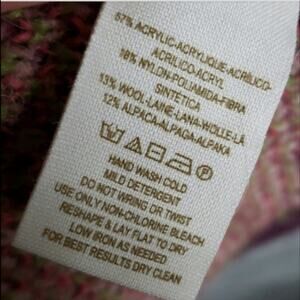 57% ACRYLIC-ACRYLIQUE-ACRILICO-
ACRÍLICO-ACRYL
18% NYLON-POLIAMIDA-FIBRA
SINTETICA
13% WOOL-LAINE-LANA-WOLLE-LÃ
12% ALPACA-ALPAGA-ALPAKA
P
HAND WASH COLD
MILD DETERGENT
DO NOT WRING OR TWIST
USE ONLY NON-CHLORINE BLEACH
RESHAPE & LAY FLAT TO DRY
LOW IRON AS NEEDED
FOR BEST RESULTS DRY CLEAN